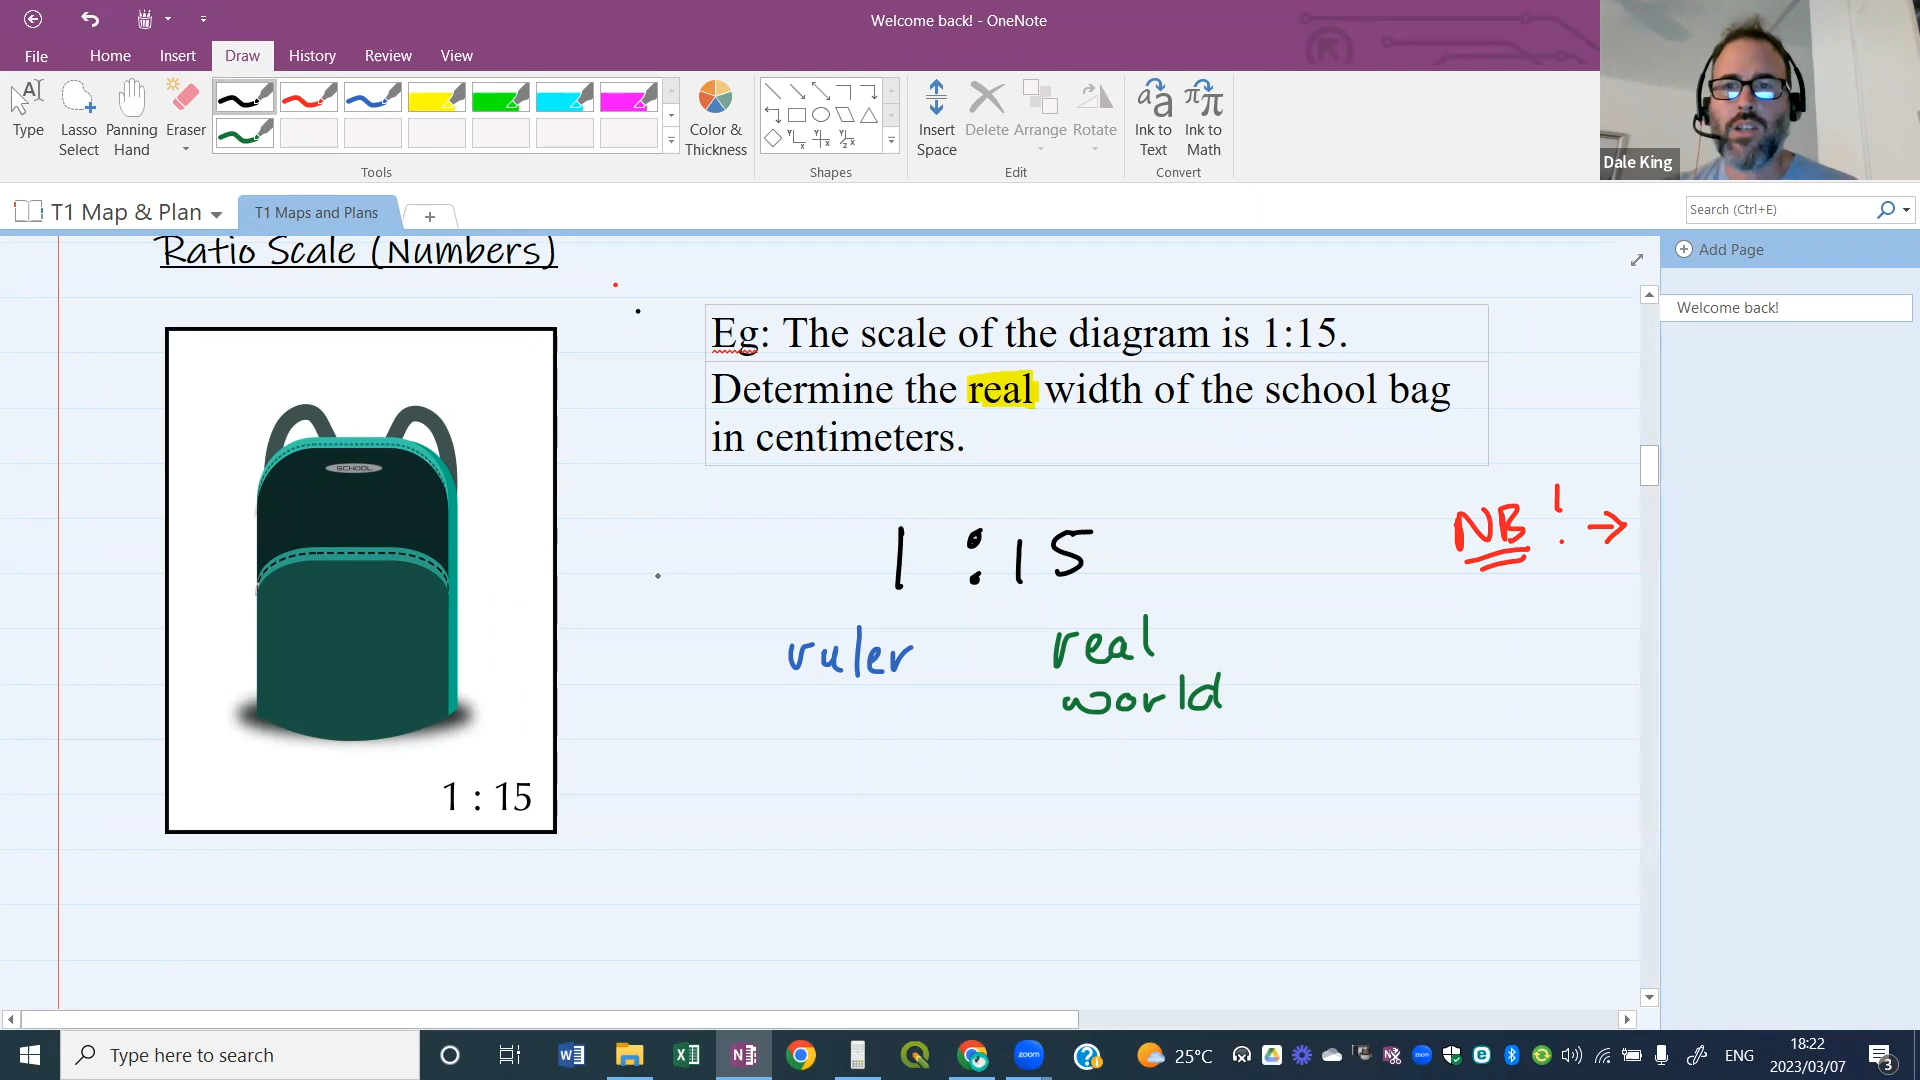 Welcome back! - OneNote
File Home Insert Draw History Review View
Type
Lasso Select
Panning Hand
Eraser
Color & Thickness
Insert Space
Delete
Arrange
Rotate
Ink to Text
Ink to Math
Tools
Shapes
Edit
Convert
Dale King
T1 Map & Plan
T1 Maps and Plans
Search (Ctrl+E)
Add Page
Welcome back!
Ratio Scale (Numbers)
Eg: The scale of the diagram is 1:15.
Determine the real width of the school bag
in centimeters.
SCHOOL
NB! →
1 : 15
ruler real
world
1 : 15
Type here to search
zoom
25°C
ENG
18:22
2023/03/07
3